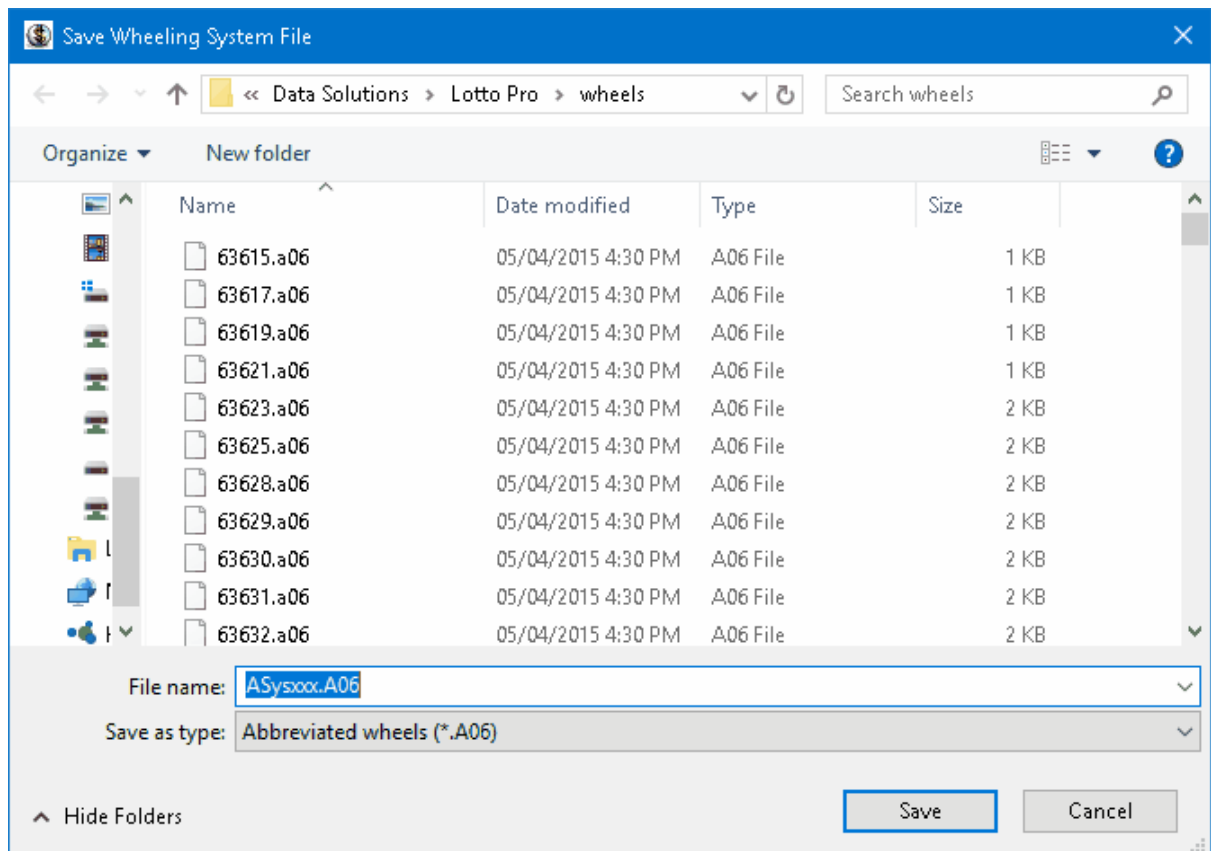 Save Wheeling System File
« Data Solutions > Lotto Pro > wheels Search wheels
Organize New folder ?
Name Date modified Type Size
63615.a06 05/04/2015 4:30 PM A06 File 1 KB
63617.a06 05/04/2015 4:30 PM A06 File 1 KB
63619.a06 05/04/2015 4:30 PM A06 File 1 KB
63621.a06 05/04/2015 4:30 PM A06 File 1 KB
63623.a06 05/04/2015 4:30 PM A06 File 2 KB
63625.a06 05/04/2015 4:30 PM A06 File 2 KB
63628.a06 05/04/2015 4:30 PM A06 File 2 KB
63629.a06 05/04/2015 4:30 PM A06 File 2 KB
63630.a06 05/04/2015 4:30 PM A06 File 2 KB
63631.a06 05/04/2015 4:30 PM A06 File 2 KB
63632.a06 05/04/2015 4:30 PM A06 File 2 KB
File name: ASysxxx.A06
Save as type: Abbreviated wheels (*.A06)
Hide Folders Save Cancel